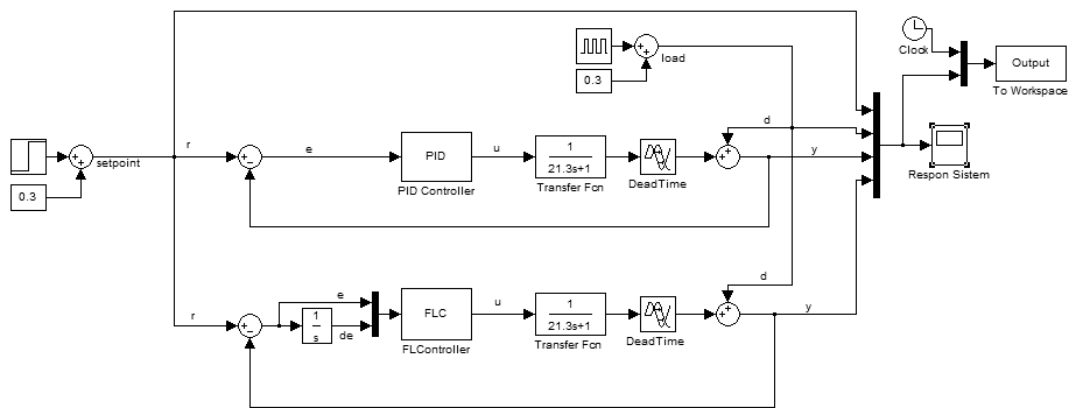 Clock
Output
To Workspace
0.3
load
d
r
setpoint
0.3
e
PID
PID Controller
u
1
21.3s+1
Transfer Fcn
DeadTime
y
Respon Sistem
d
r
e
1
s
de
FLC
FLController
u
1
21.3s+1
Transfer Fcn
DeadTime
y